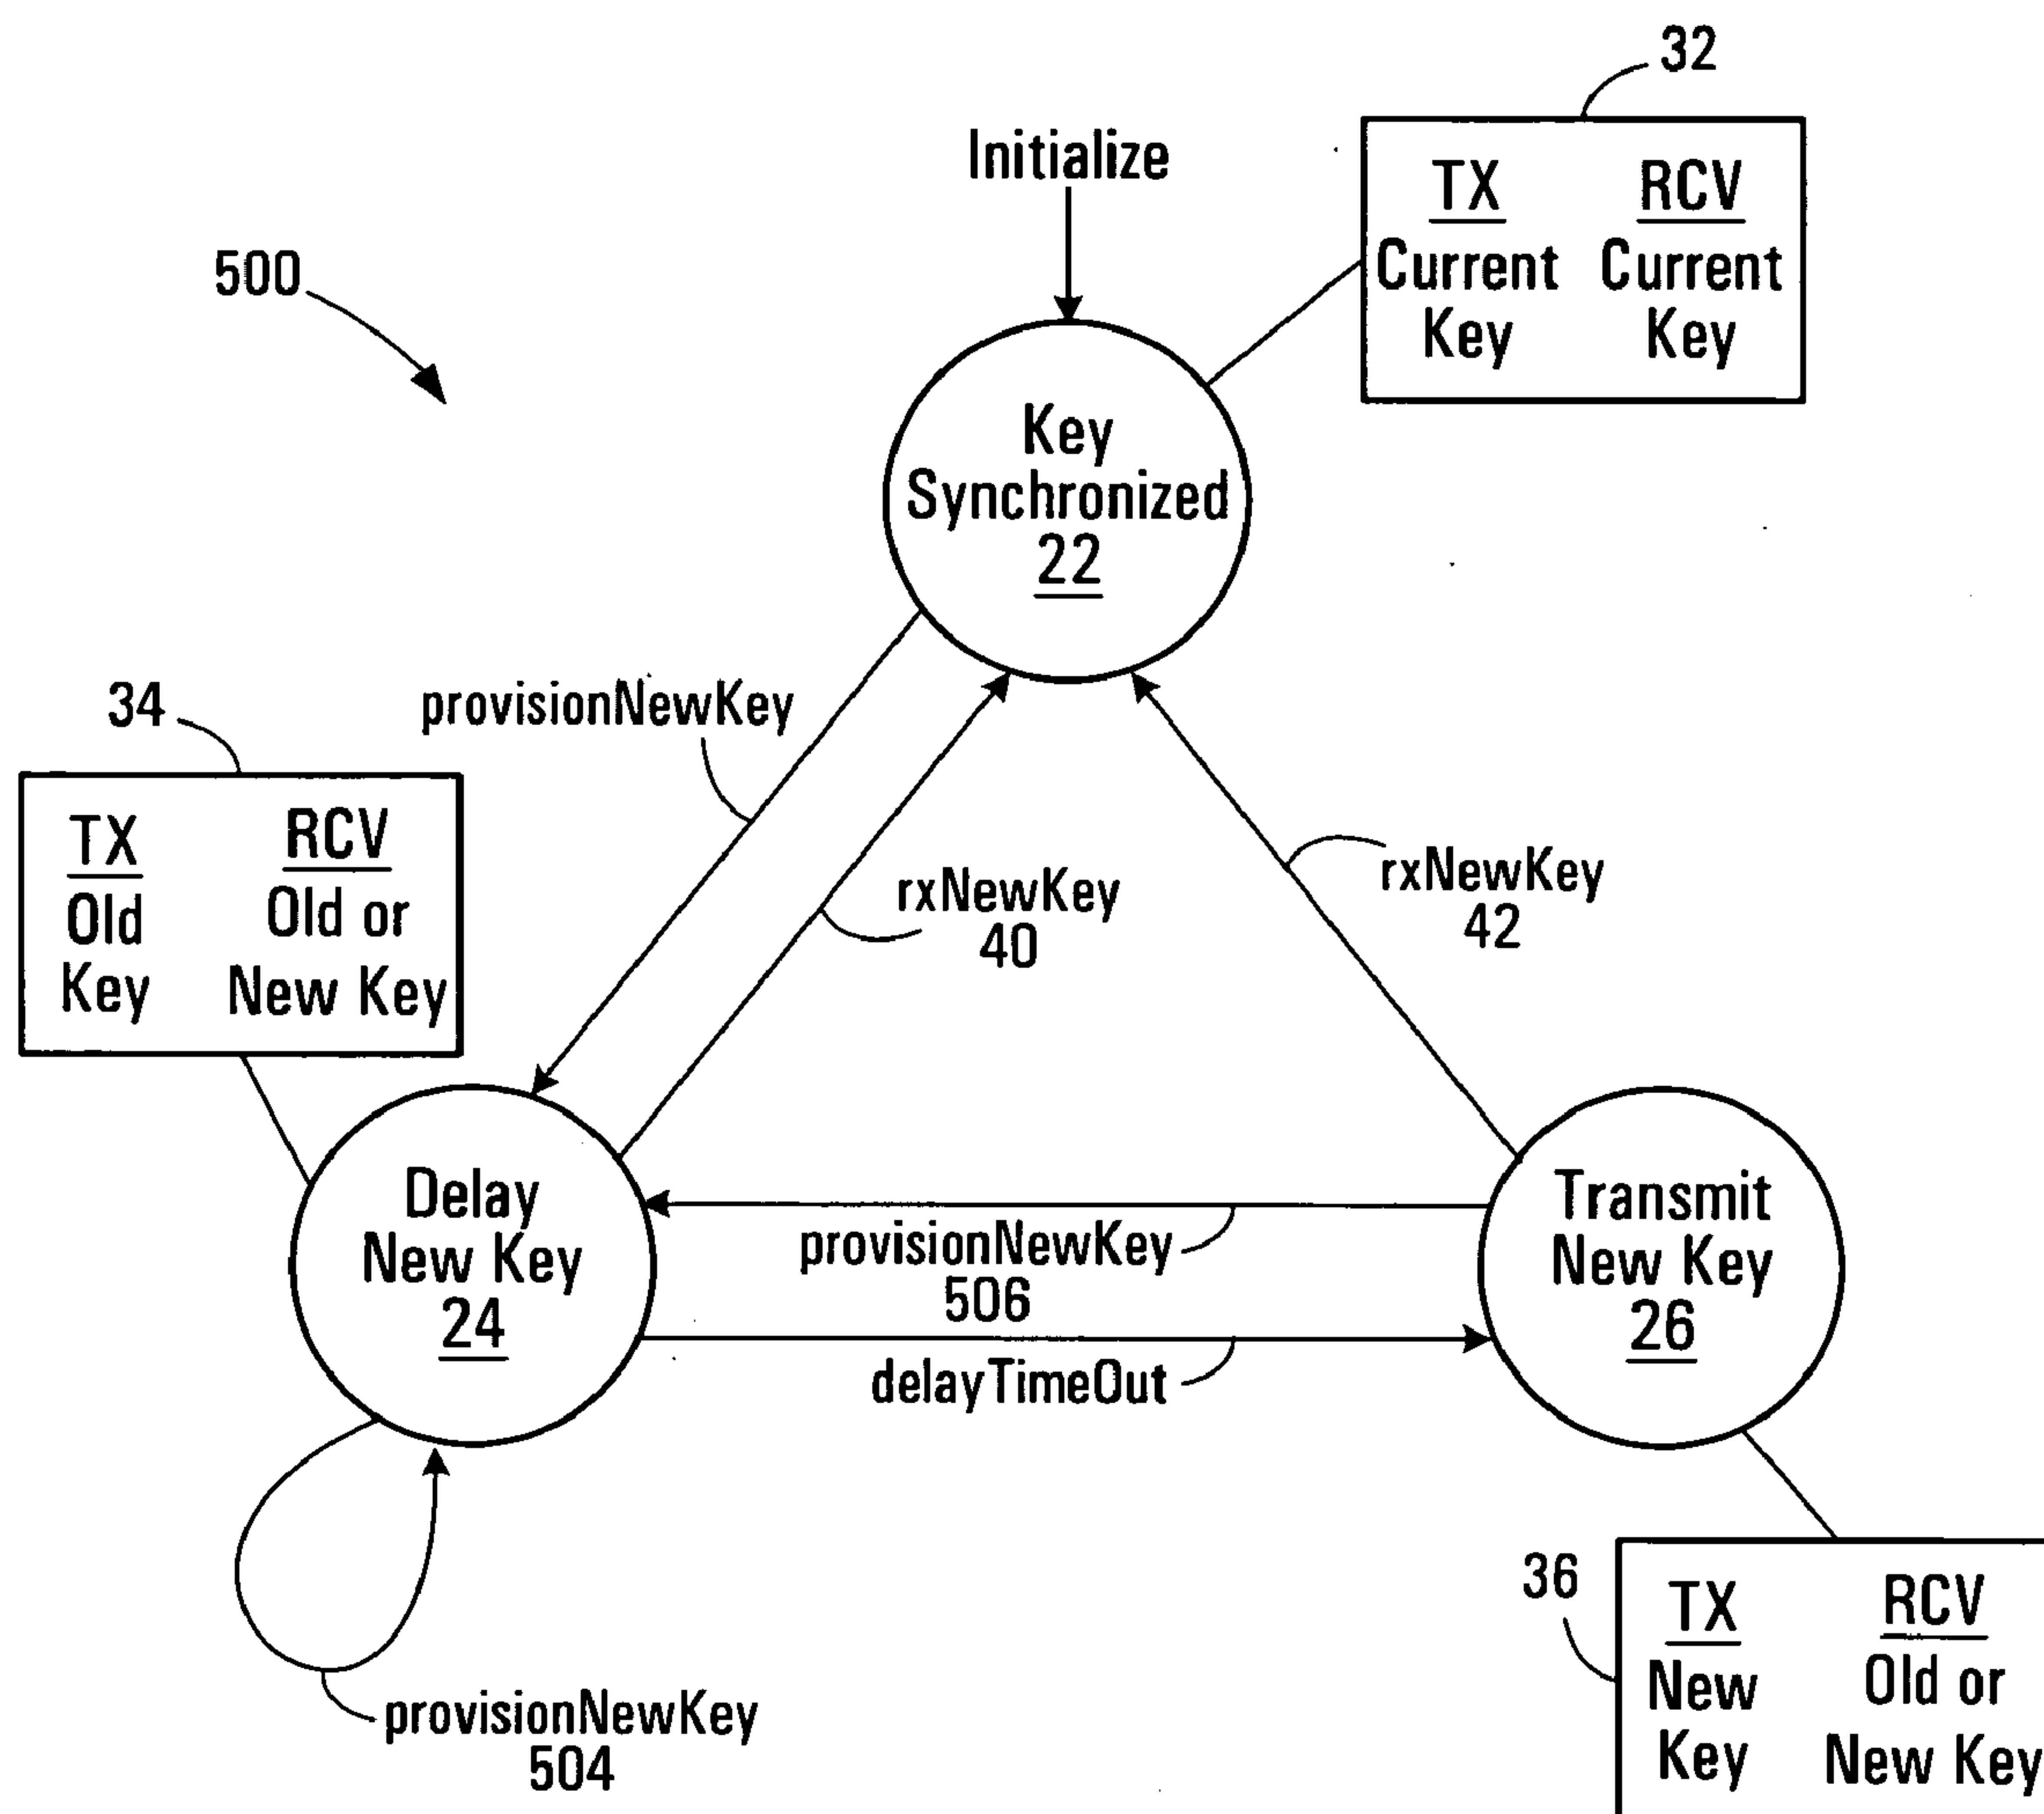 32
Initialize
TX RCV
Current Current
Key Key
500
Key
Synchronized
22
34
provisionNewKey
TX RCV
Old Old or
Key New Key
rxNewKey
40
rxNewKey
42
Delay
New Key
24
provisionNewKey
506
delayTimeOut
Transmit
New Key
26
36
TX RCV
New Old or
Key New Key
provisionNewKey
504